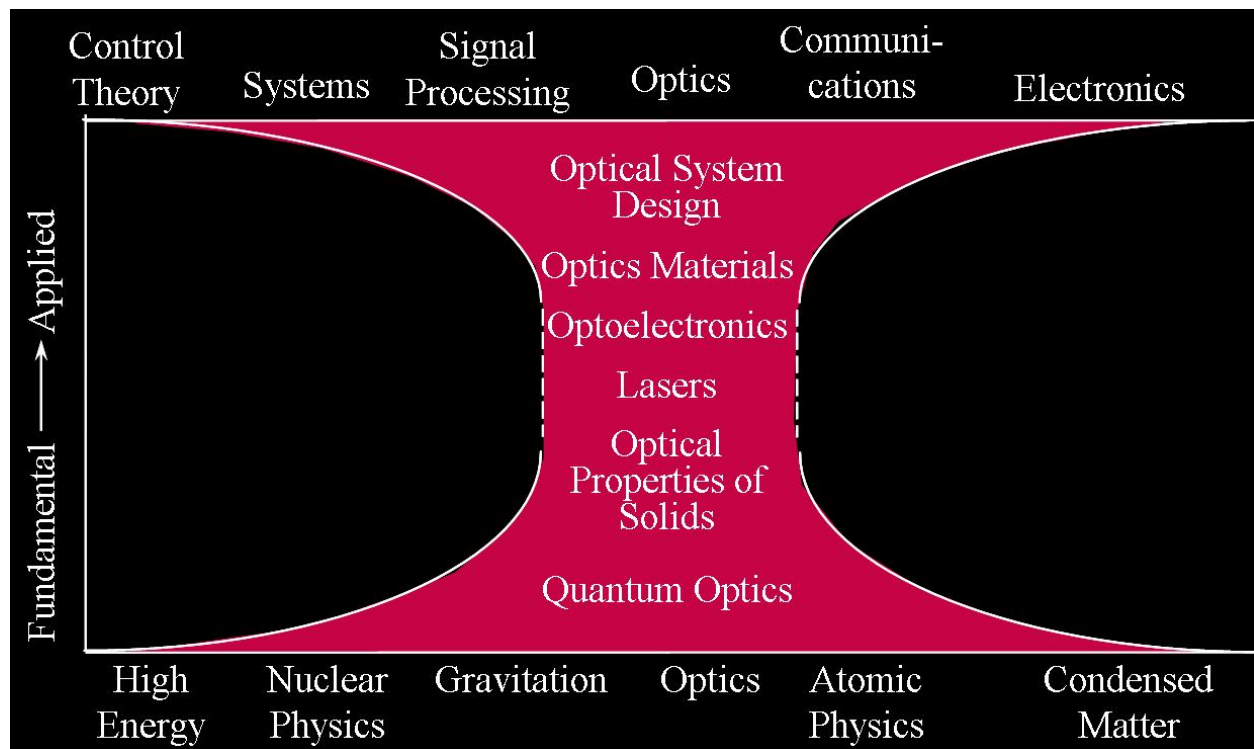 Control
Theory
Systems
Signal
Processing
Optics
Communi-
cations
Electronics
Optical System
Design
Optics Materials
Optoelectronics
Lasers
Optical
Properties of
Solids
Quantum Optics
Fundamental → Applied
High
Energy
Nuclear
Physics
Gravitation
Optics
Atomic
Physics
Condensed
Matter